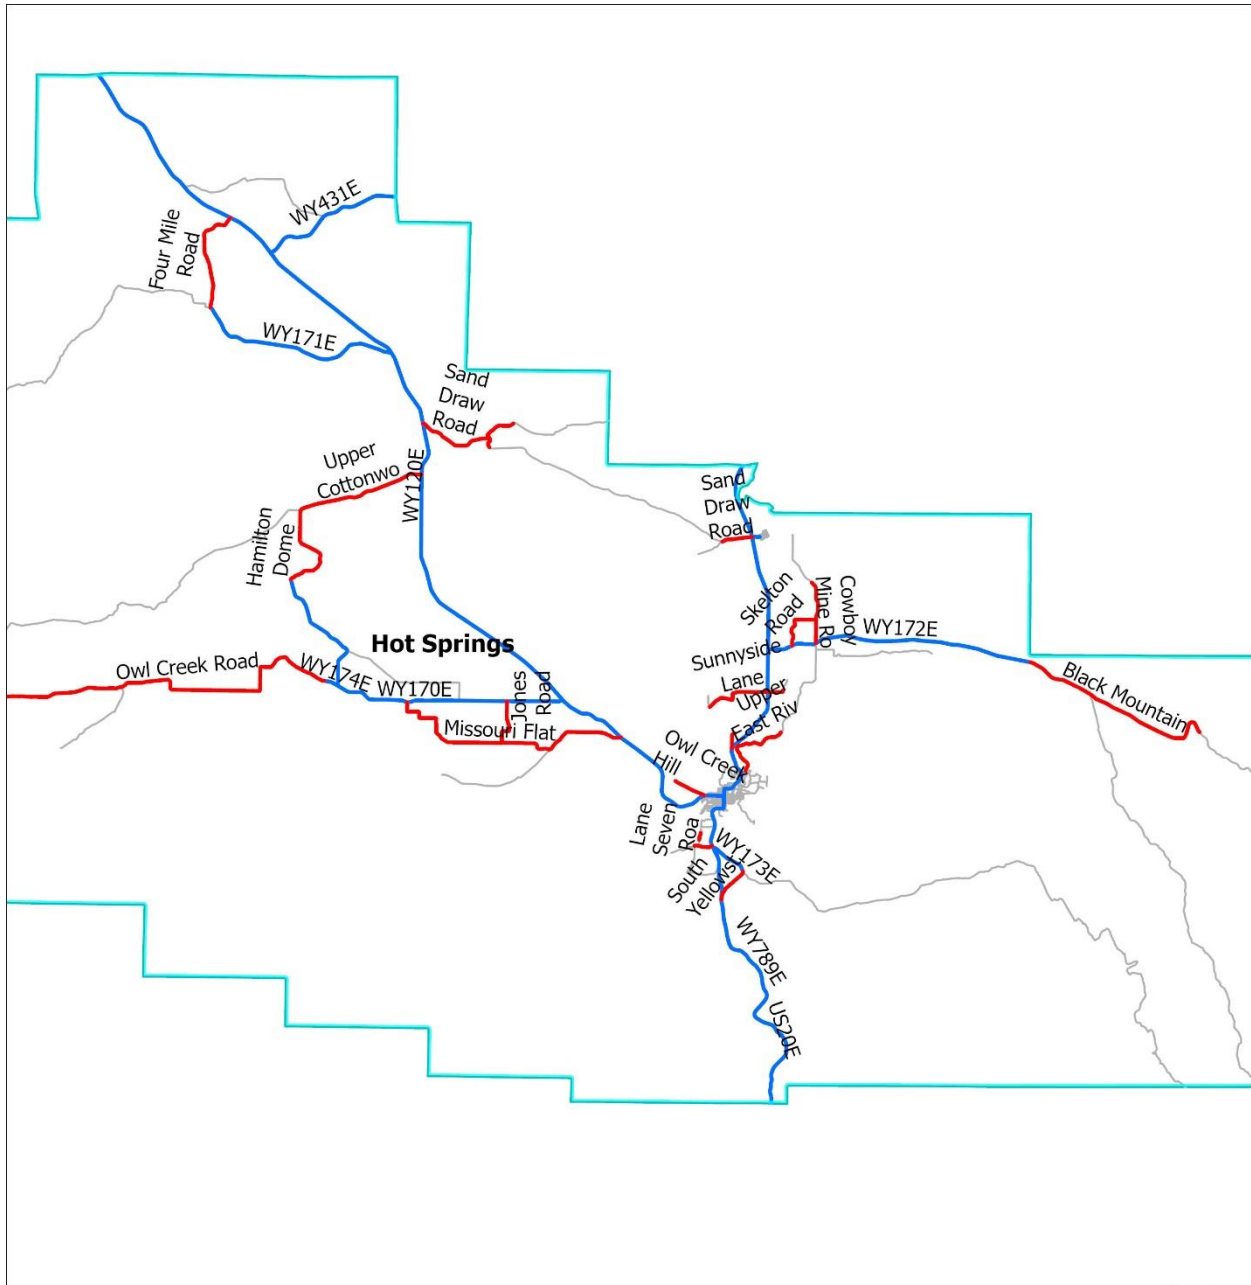 WY431E
Four Mile
Road
WY171E
Sand
Draw
Road
Upper
Cottonwo
WY120E
Sand
Draw
Road
Hamilton
Dome
Skelton
Road
Cowboy
Mine Ro
WY172E
Hot Springs
Sunnyside
Lane
Owl Creek Road
WY174E
WY170E
Jones
Road
Black Mountain
Upper
East Riv
Missouri Flat
Owl Creek
Hill
Lane
Seven
Roa
WY173E
South
Yellowst
WY789E
US20E